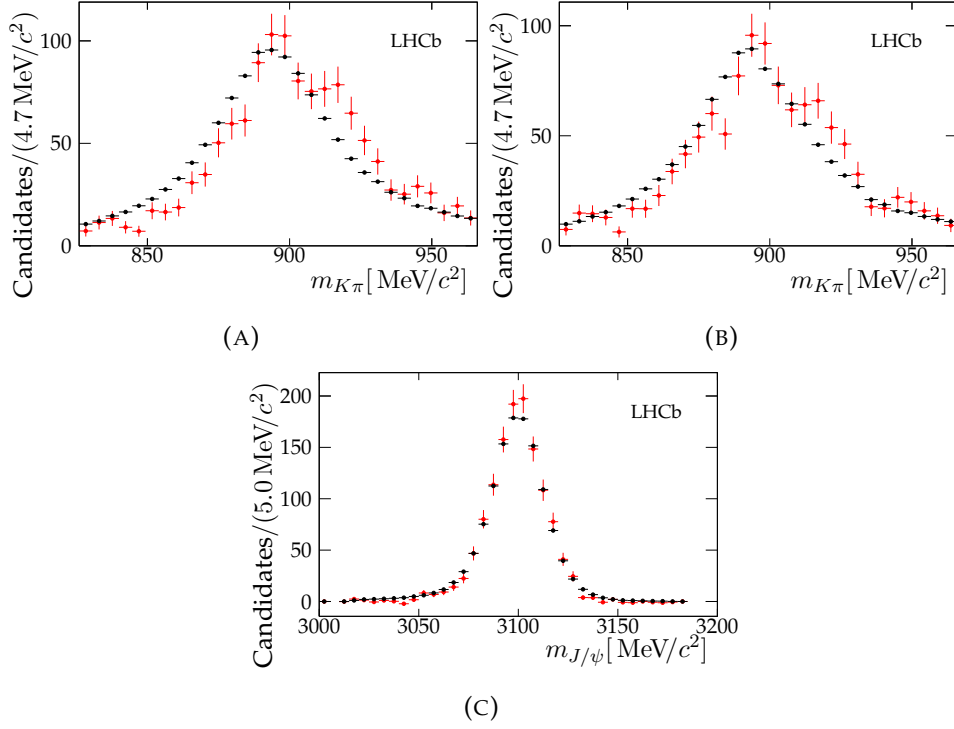 Candidates/(4.7 MeV/c²)
100
50
0
LHCb
850 900 950
m_{Kπ}[ MeV/c²]
(A)
Candidates/(4.7 MeV/c²)
100
50
0
LHCb
850 900 950
m_{Kπ}[ MeV/c²]
(B)
Candidates/(5.0 MeV/c²)
200
150
100
50
0
LHCb
3000 3050 3100 3150 3200
m_{J/ψ}[ MeV/c²]
(C)